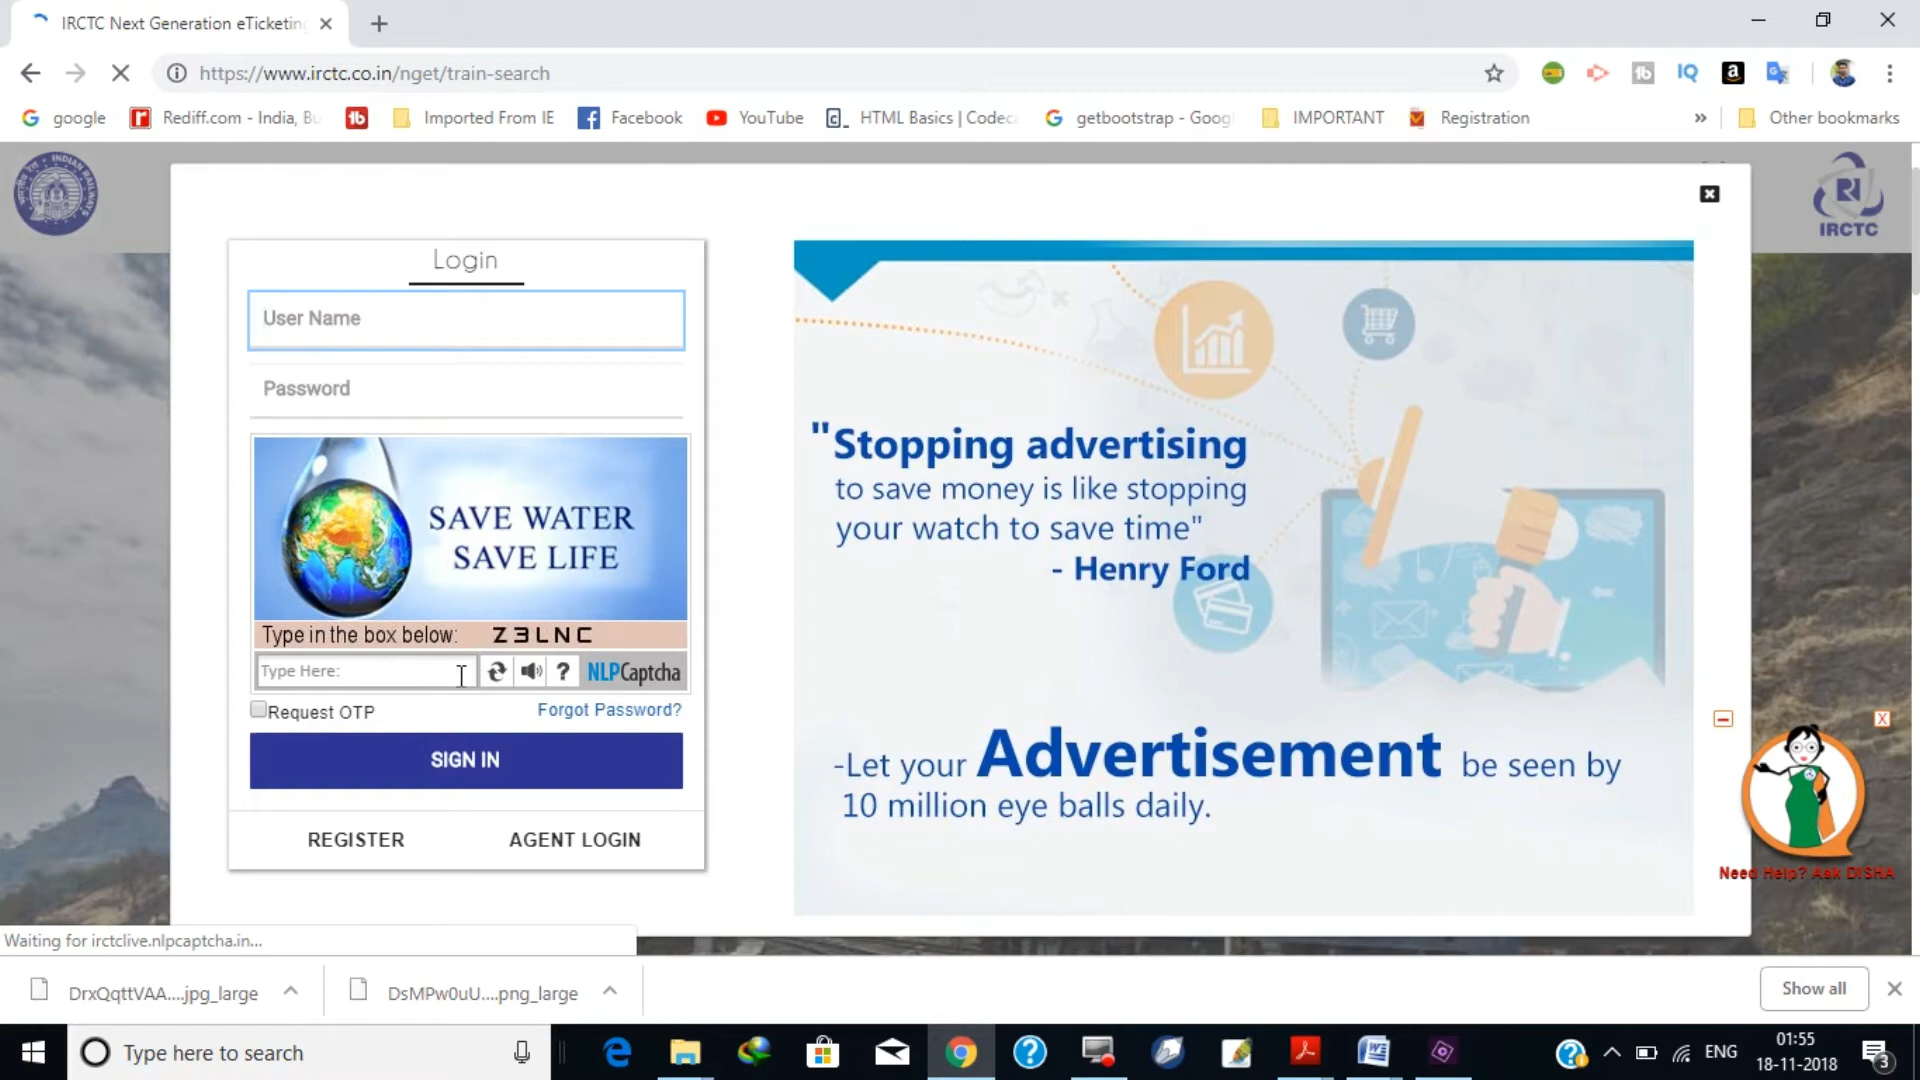 IRCTC Next Generation eTicketing
https://www.irctc.co.in/nget/train-search
google
Rediff.com - India, Bu
Imported From IE
Facebook
YouTube
HTML Basics | Codeca
getbootstrap - Goog
IMPORTANT
Registration
Other bookmarks
IRCTC
Login
User Name
Password
SAVE WATER
SAVE LIFE
Type in the box below: Z3LNC
Type Here:
NLPCaptcha
Request OTP
Forgot Password?
SIGN IN
REGISTER
AGENT LOGIN
"Stopping advertising
to save money is like stopping
your watch to save time"
- Henry Ford
-Let your Advertisement be seen by
10 million eye balls daily.
Need Help? Ask DISHA
Waiting for irctclive.nlpcaptcha.in...
DrxQqttVAA....jpg_large
DsMPw0uU....png_large
Show all
Type here to search
ENG
01:55
18-11-2018
3